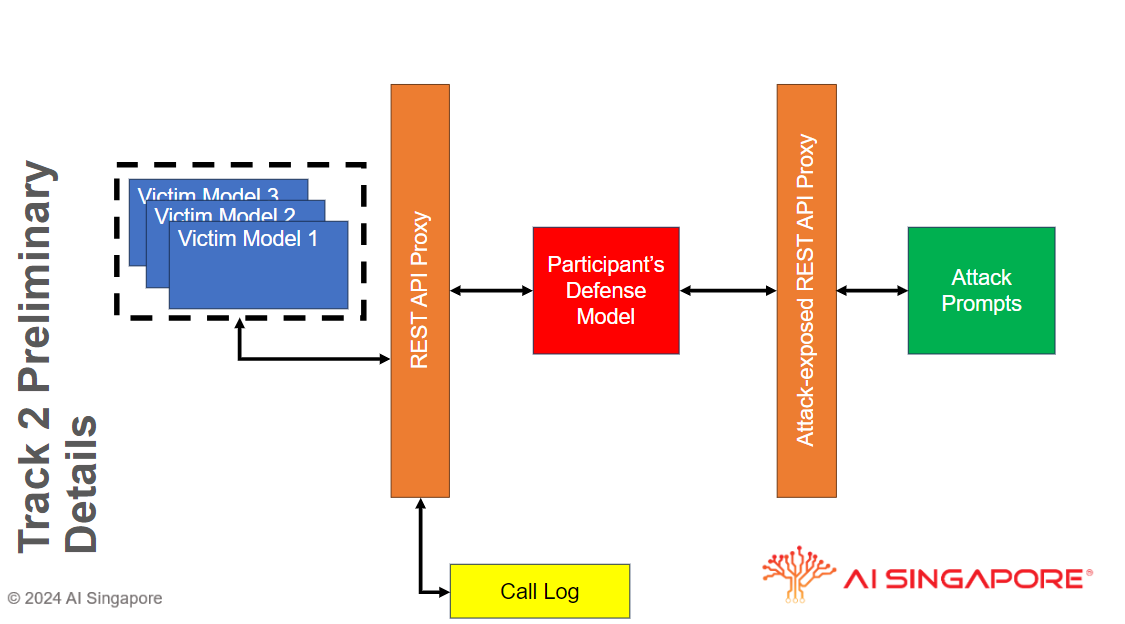 Track 2 Preliminary
Details
Victim Model 3
Victim Model 2
Victim Model 1
REST API Proxy
Participant's
Defense
Model
Attack-exposed REST API Proxy
Attack
Prompts
Call Log
© 2024 AI Singapore
AI SINGAPORE®